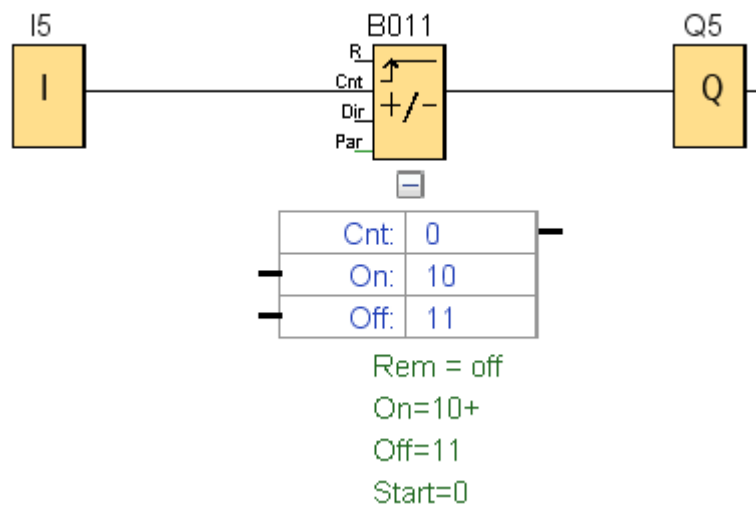 I5 B011 Q5
R
Cnt
I +/- Q
Dir
Par
Cnt: 0
On: 10
Off: 11
Rem = off
On=10+
Off=11
Start=0